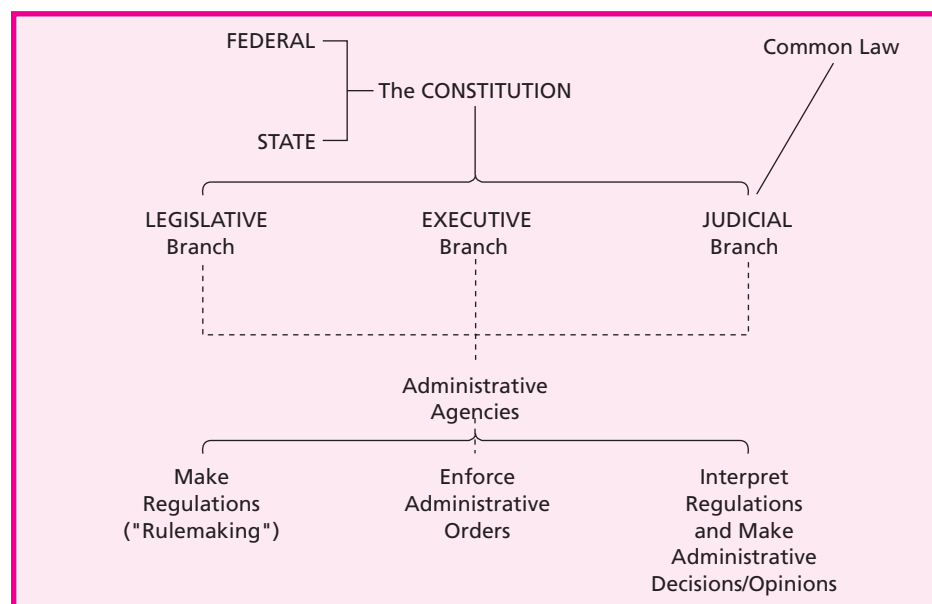 FEDERAL
Common Law
The CONSTITUTION
STATE
LEGISLATIVE
Branch
EXECUTIVE
Branch
JUDICIAL
Branch
Administrative
Agencies
Make
Regulations
("Rulemaking")
Enforce
Administrative
Orders
Interpret
Regulations
and Make
Administrative
Decisions/Opinions